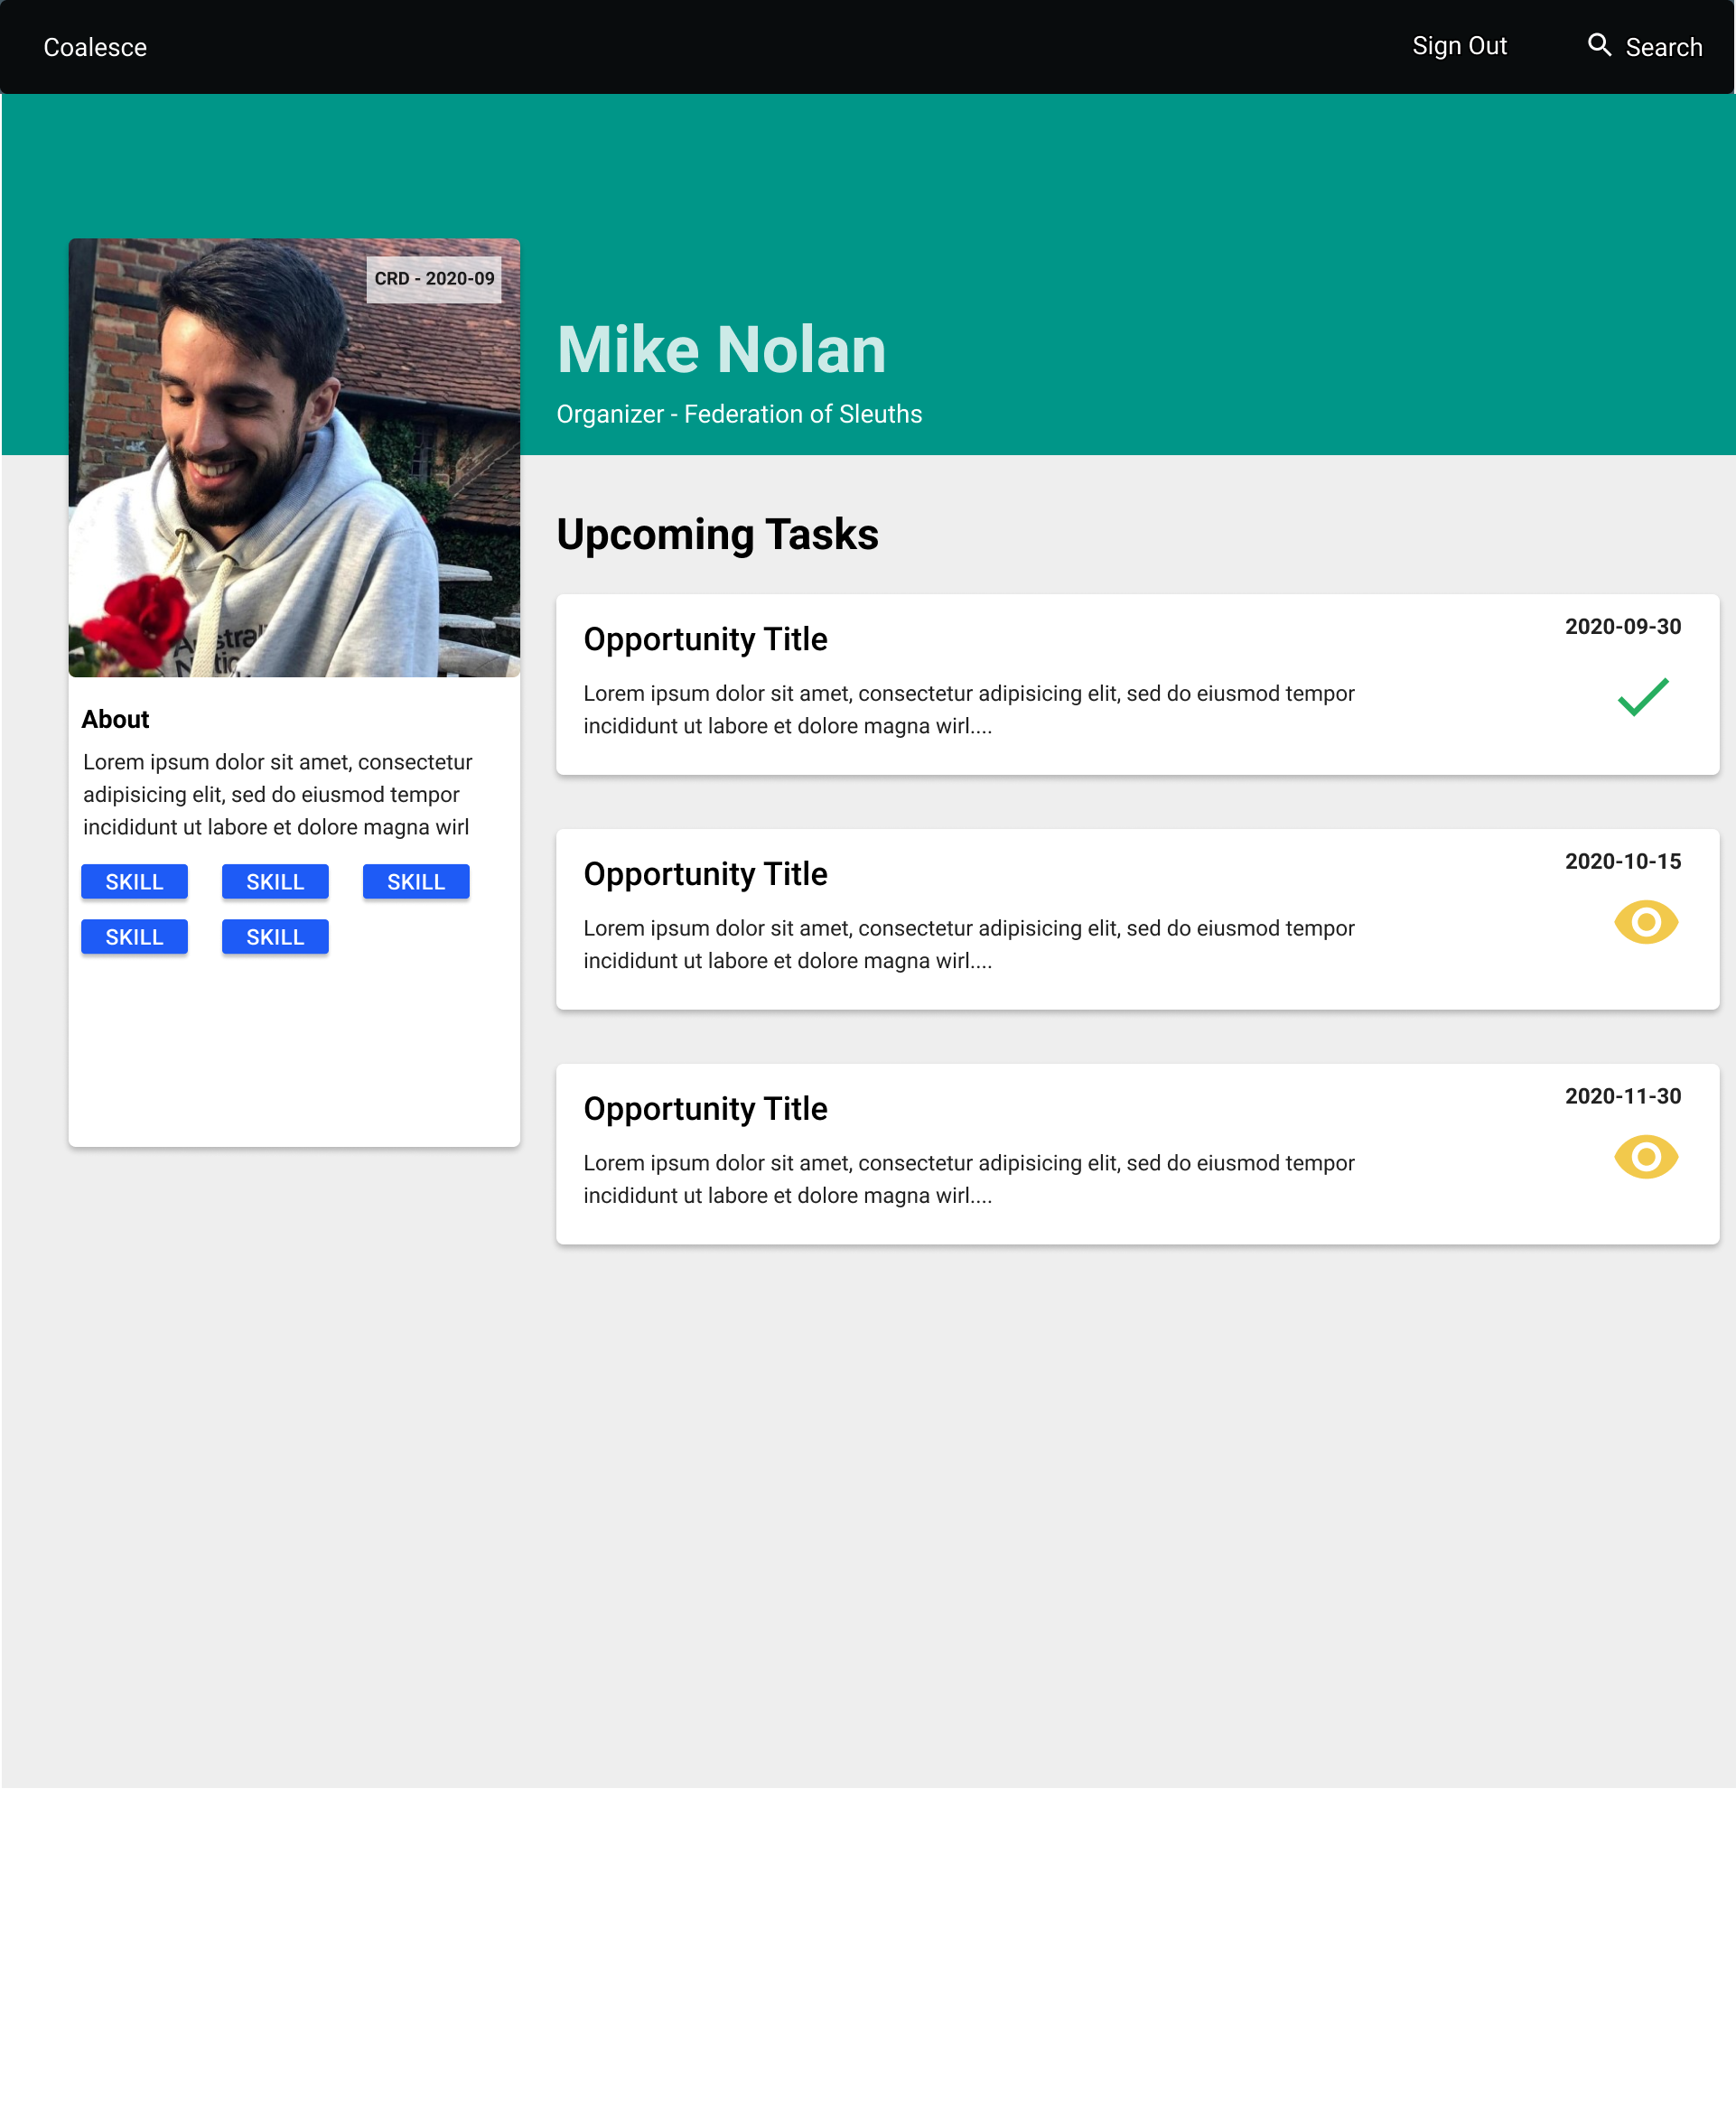 Coalesce
Sign Out
Search
CRD - 2020-09
Mike Nolan
Organizer - Federation of Sleuths
About
Lorem ipsum dolor sit amet, consectetur
adipisicing elit, sed do eiusmod tempor
incididunt ut labore et dolore magna wirl
SKILL
SKILL
SKILL
SKILL
SKILL
Upcoming Tasks
Opportunity Title
2020-09-30
Lorem ipsum dolor sit amet, consectetur adipisicing elit, sed do eiusmod tempor
incididunt ut labore et dolore magna wirl....
Opportunity Title
2020-10-15
Lorem ipsum dolor sit amet, consectetur adipisicing elit, sed do eiusmod tempor
incididunt ut labore et dolore magna wirl....
Opportunity Title
2020-11-30
Lorem ipsum dolor sit amet, consectetur adipisicing elit, sed do eiusmod tempor
incididunt ut labore et dolore magna wirl....